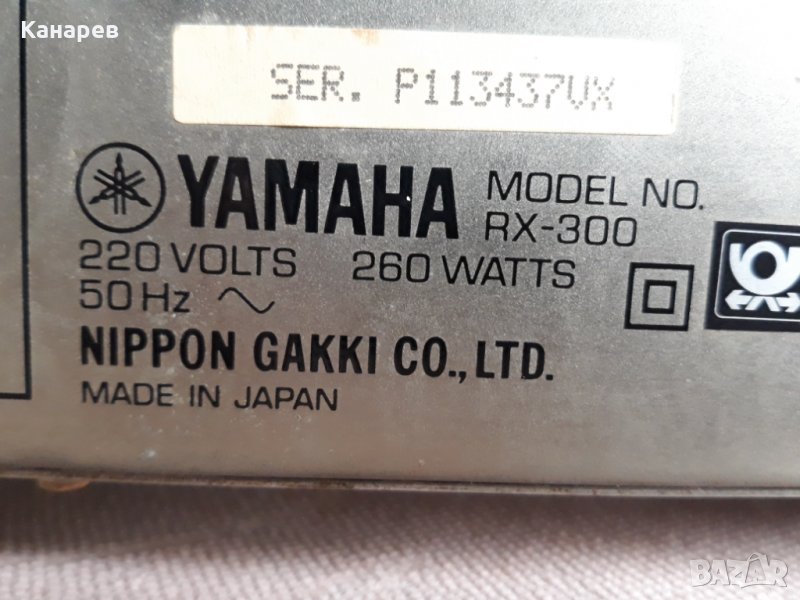 Канарев
SER. P113437VX
YAMAHA MODEL NO.
RX-300
220 VOLTS 260 WATTS
50 Hz
NIPPON GAKKI CO., LTD.
MADE IN JAPAN
BAZAR